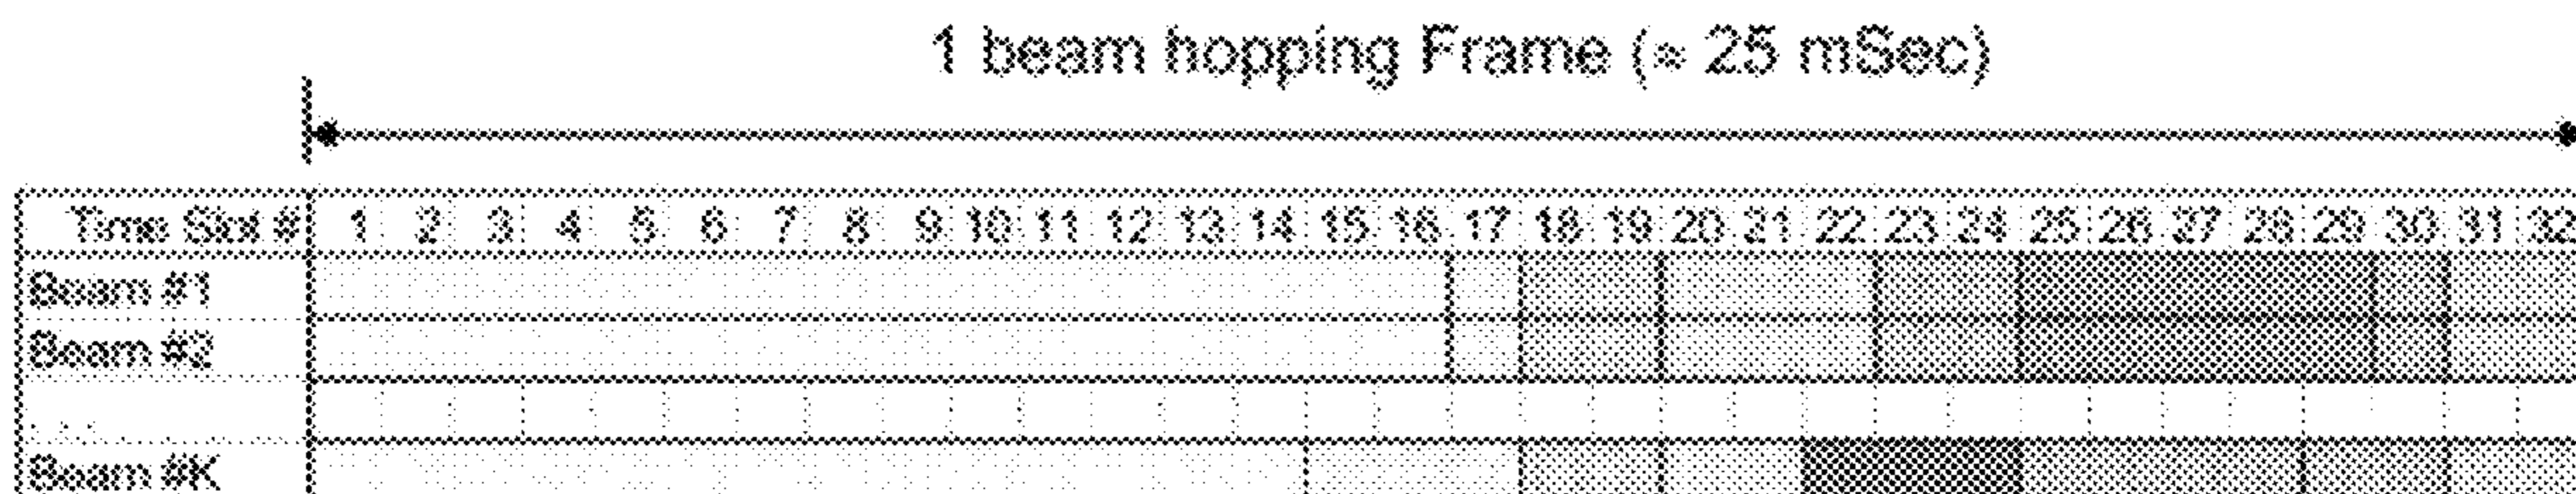 1 beam hopping Frame (≈ 25 mSec)
Time Slot # 1 2 3 4 5 6 7 8 9 10 11 12 13 14 15 16 17 18 19 20 21 22 23 24 25 26 27 28 29 30 31 32
Beam #1
Beam #2
...
Beam #K